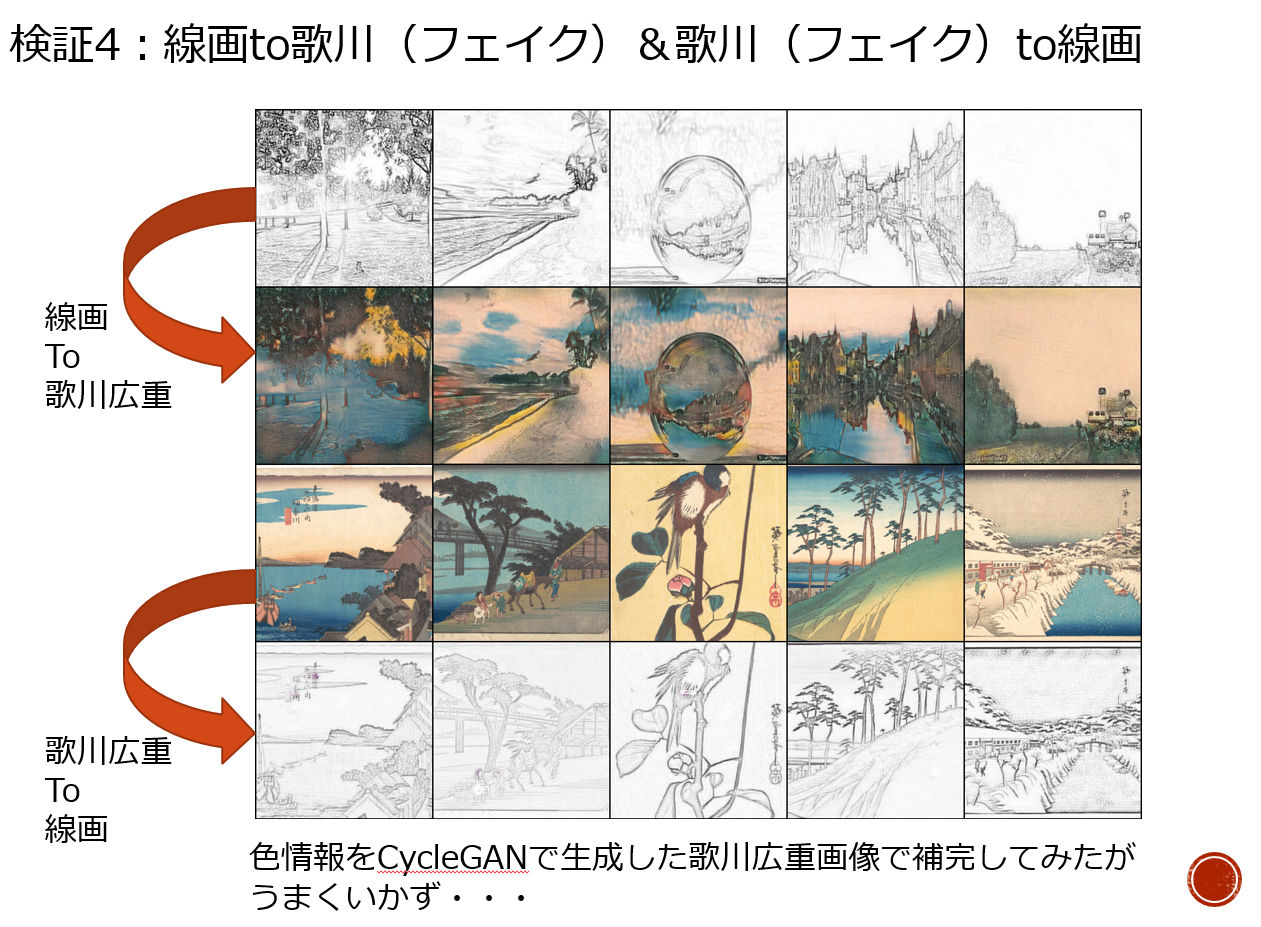 検証4：線画to歌川（フェイク）＆歌川（フェイク）to線画
線画
To
歌川広重
歌川広重
To
線画
色情報をCycleGANで生成した歌川広重画像で補完してみたが
うまくいかず・・・